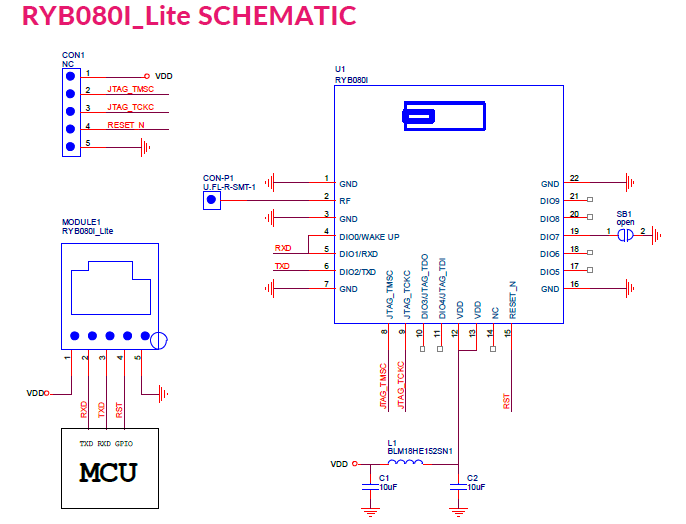 RYB080I_Lite SCHEMATIC
CON1
NC
1
VDD
2
JTAG_TMSC
3
JTAG_TCKC
4
RESET_N
5
U1
RYB080I
CON-P1
U.FL-R-SMT-1
1
GND
2
RF
3
GND
4
DIO0/WAKE UP
RXD
5
DIO1/RXD
TXD
6
DIO2/TXD
7
GND
GND
22
DIO9
21
DIO8
20
DIO7
19
DIO6
18
DIO5
17
GND
16
SB1
open
1
2
JTAG_TMSC
JTAG_TCKC
DIO3/JTAG_TDO
DIO4/JTAG_TDI
VDD
VDD
NC
RESET_N
8
9
10
11
12
13
14
15
JTAG_TMSC
JTAG_TCKC
RST
MODULE1
RYB080I_Lite
1
2
3
4
5
VDD
RXD
TXD
RST
TXD RXD GPIO
MCU
L1
BLM18HE152SN1
VDD
C1
10uF
C2
10uF